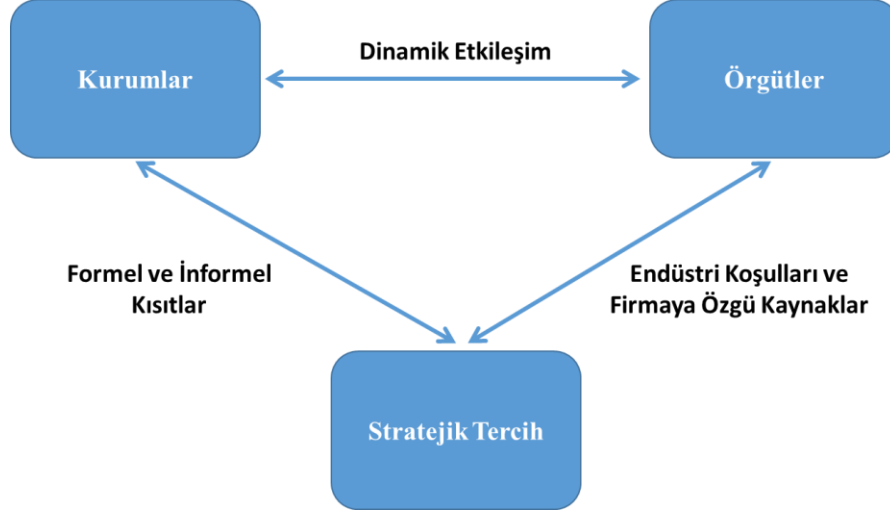 Dinamik Etkileşim
Kurumlar
Örgütler
Formel ve İnformel
Kısıtlar
Endüstri Koşulları ve
Firmaya Özgü Kaynaklar
Stratejik Tercih